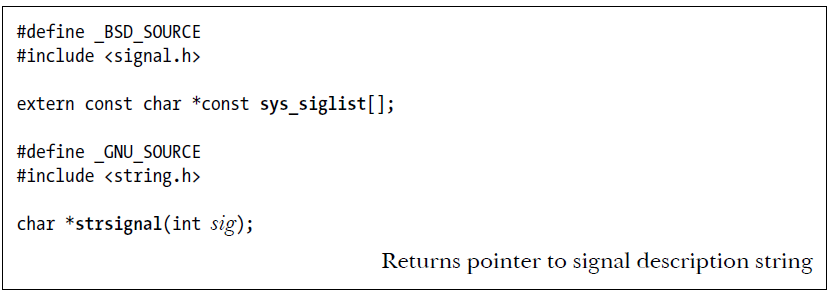 #define _BSD_SOURCE
#include <signal.h>
extern const char *const sys_siglist[];
#define _GNU_SOURCE
#include <string.h>
char *strsignal(int sig);
Returns pointer to signal description string